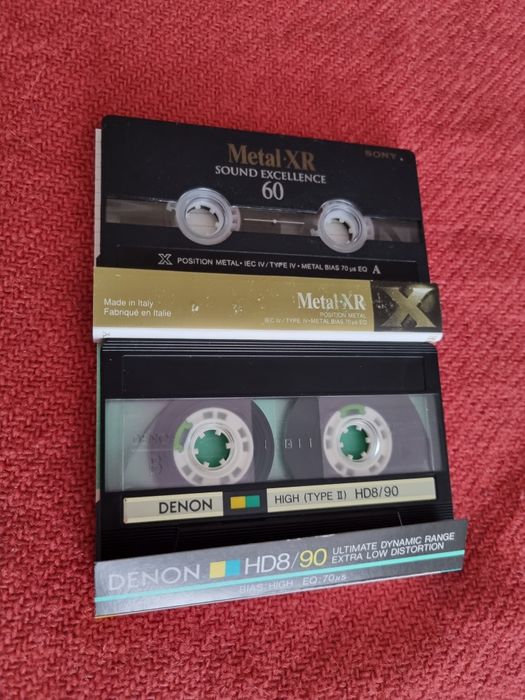 Metal·XR
SONY
SOUND EXCELLENCE
60
X POSITION METAL · IEC IV / TYPE IV · METAL BIAS 70 µs EQ A
Made in Italy
Fabriqué en Italie
Metal·XR
POSITION METAL
IEC IV / TYPE IV · METAL BIAS 70 µs EQ
X
DENON
DENON HIGH (TYPE II) HD8/90
DENON HD8/90 ULTIMATE DYNAMIC RANGE
EXTRA LOW DISTORTION
BIAS: HIGH EQ: 70µs